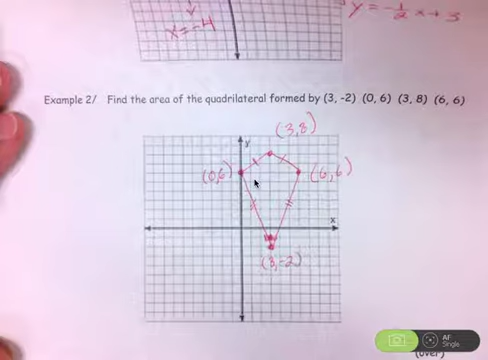 x=-4
y = -1/2 x + 3
Example 2/ Find the area of the quadrilateral formed by (3, -2) (0, 6) (3, 8) (6, 6)
(3,8)
y
(0,6)
(6,6)
x
(3,-2)
AF
Single
(over)